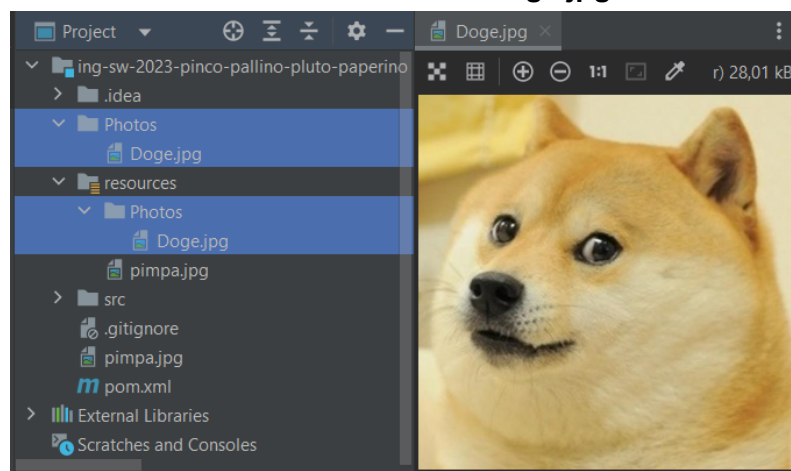 Project
Doge.jpg
ing-sw-2023-pinco-pallino-pluto-paperino
.idea
Photos
Doge.jpg
resources
Photos
Doge.jpg
pimpa.jpg
src
.gitignore
pimpa.jpg
m pom.xml
External Libraries
Scratches and Consoles
1:1
r) 28,01 kB